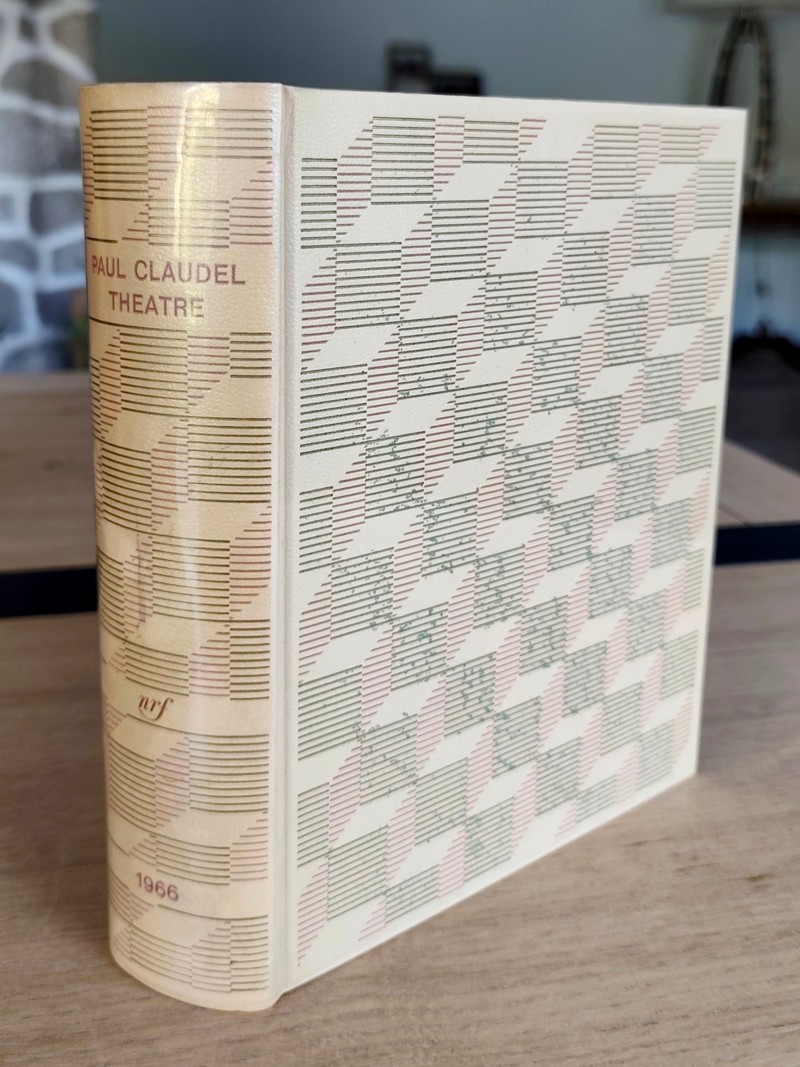 PAUL CLAUDEL
THEATRE
nrf
1966